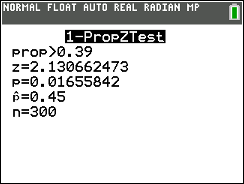 NORMAL FLOAT AUTO REAL RADIAN MP
1-PropZTest
prop>0.39
z=2.130662473
p=0.01655842
p̂=0.45
n=300